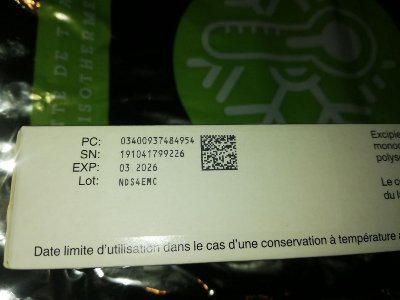 ISOTHERME
PC: 03400937484954
SN: 191041799226
EXP: 03 2026
Lot: NDS4EMC
Excipie
mono
polys
Le c
du l
Date limite d'utilisation dans le cas d'une conservation à température a